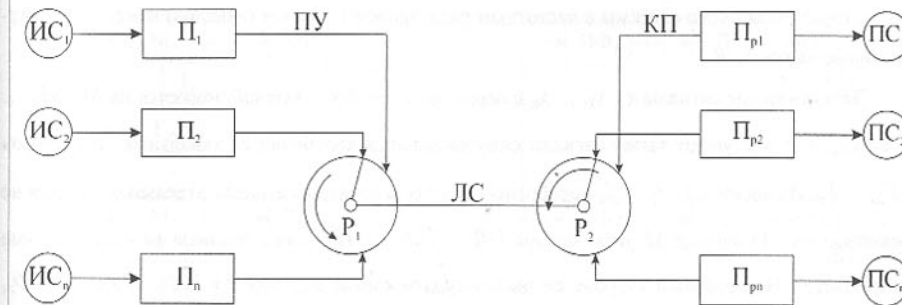 ИС₁ П₁ ПУ КП Пр1 ПС₁
ИС₂ П₂ Пр2 ПС₂
Р₁ ЛС Р₂
ИСn Пn Прn ПСn